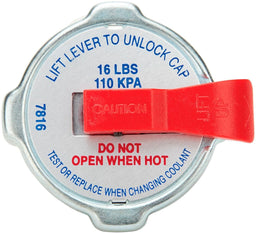 LIFT LEVER TO UNLOCK CAP
16 LBS
110 KPA
7816
CAUTION
LIFT
UP
DO NOT
OPEN WHEN HOT
TEST OR REPLACE WHEN CHANGING COOLANT